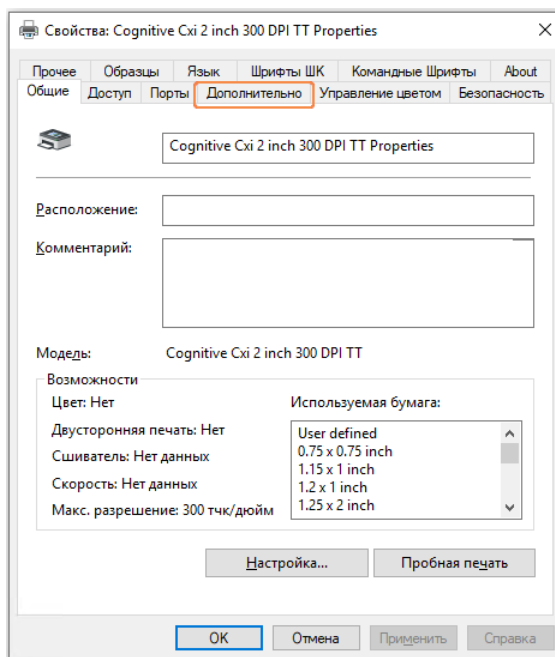 Свойства: Cognitive Cxi 2 inch 300 DPI TT Properties
Прочее Образцы Язык Шрифты ШК Командные Шрифты About
Общие Доступ Порты Дополнительно Управление цветом Безопасность
Cognitive Cxi 2 inch 300 DPI TT Properties
Расположение:
Комментарий:
Модель: Cognitive Cxi 2 inch 300 DPI TT
Возможности
Цвет: Нет
Двусторонняя печать: Нет
Сшиватель: Нет данных
Скорость: Нет данных
Макс. разрешение: 300 тчк/дюйм
Используемая бумага:
User defined
0.75 x 0.75 inch
1.15 x 1 inch
1.2 x 1 inch
1.25 x 2 inch
Настройка... Пробная печать
OK Отмена Применить Справка